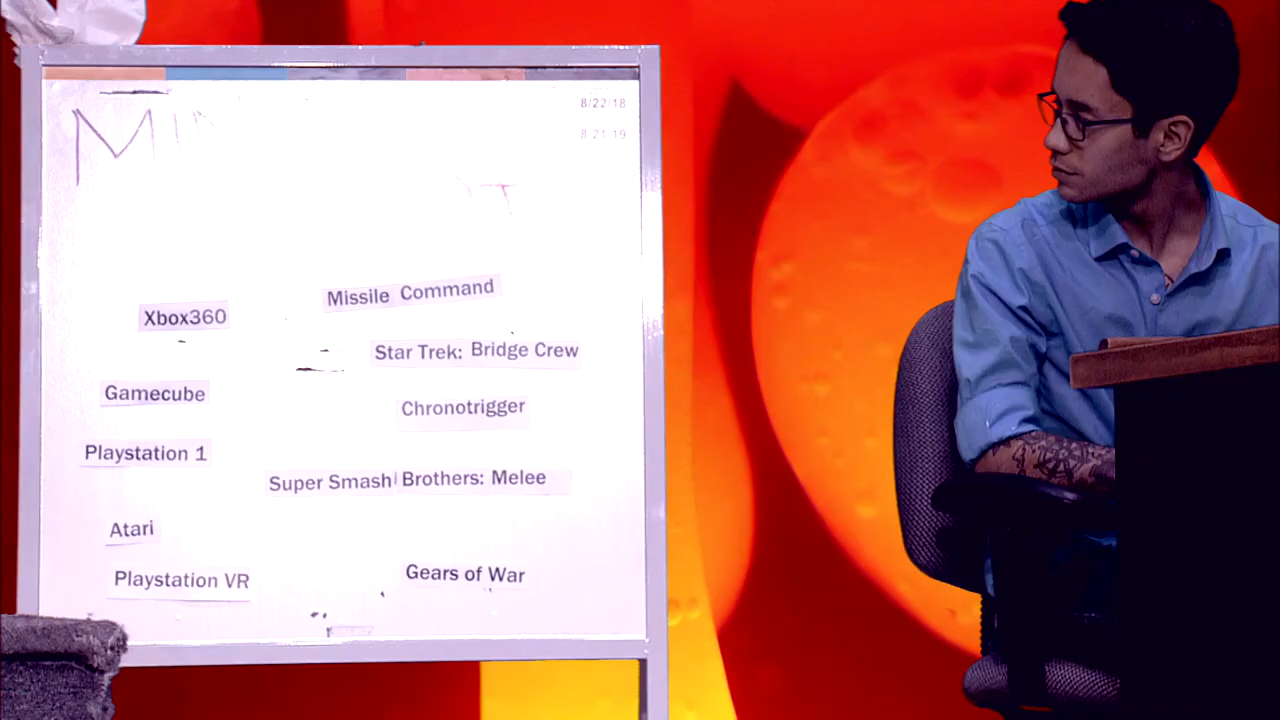 8/22/18
8 21 19
MIN
T
Missile Command
Xbox360
Star Trek: Bridge Crew
Gamecube
Chronotrigger
Playstation 1
Super Smash Brothers: Melee
Atari
Gears of War
Playstation VR